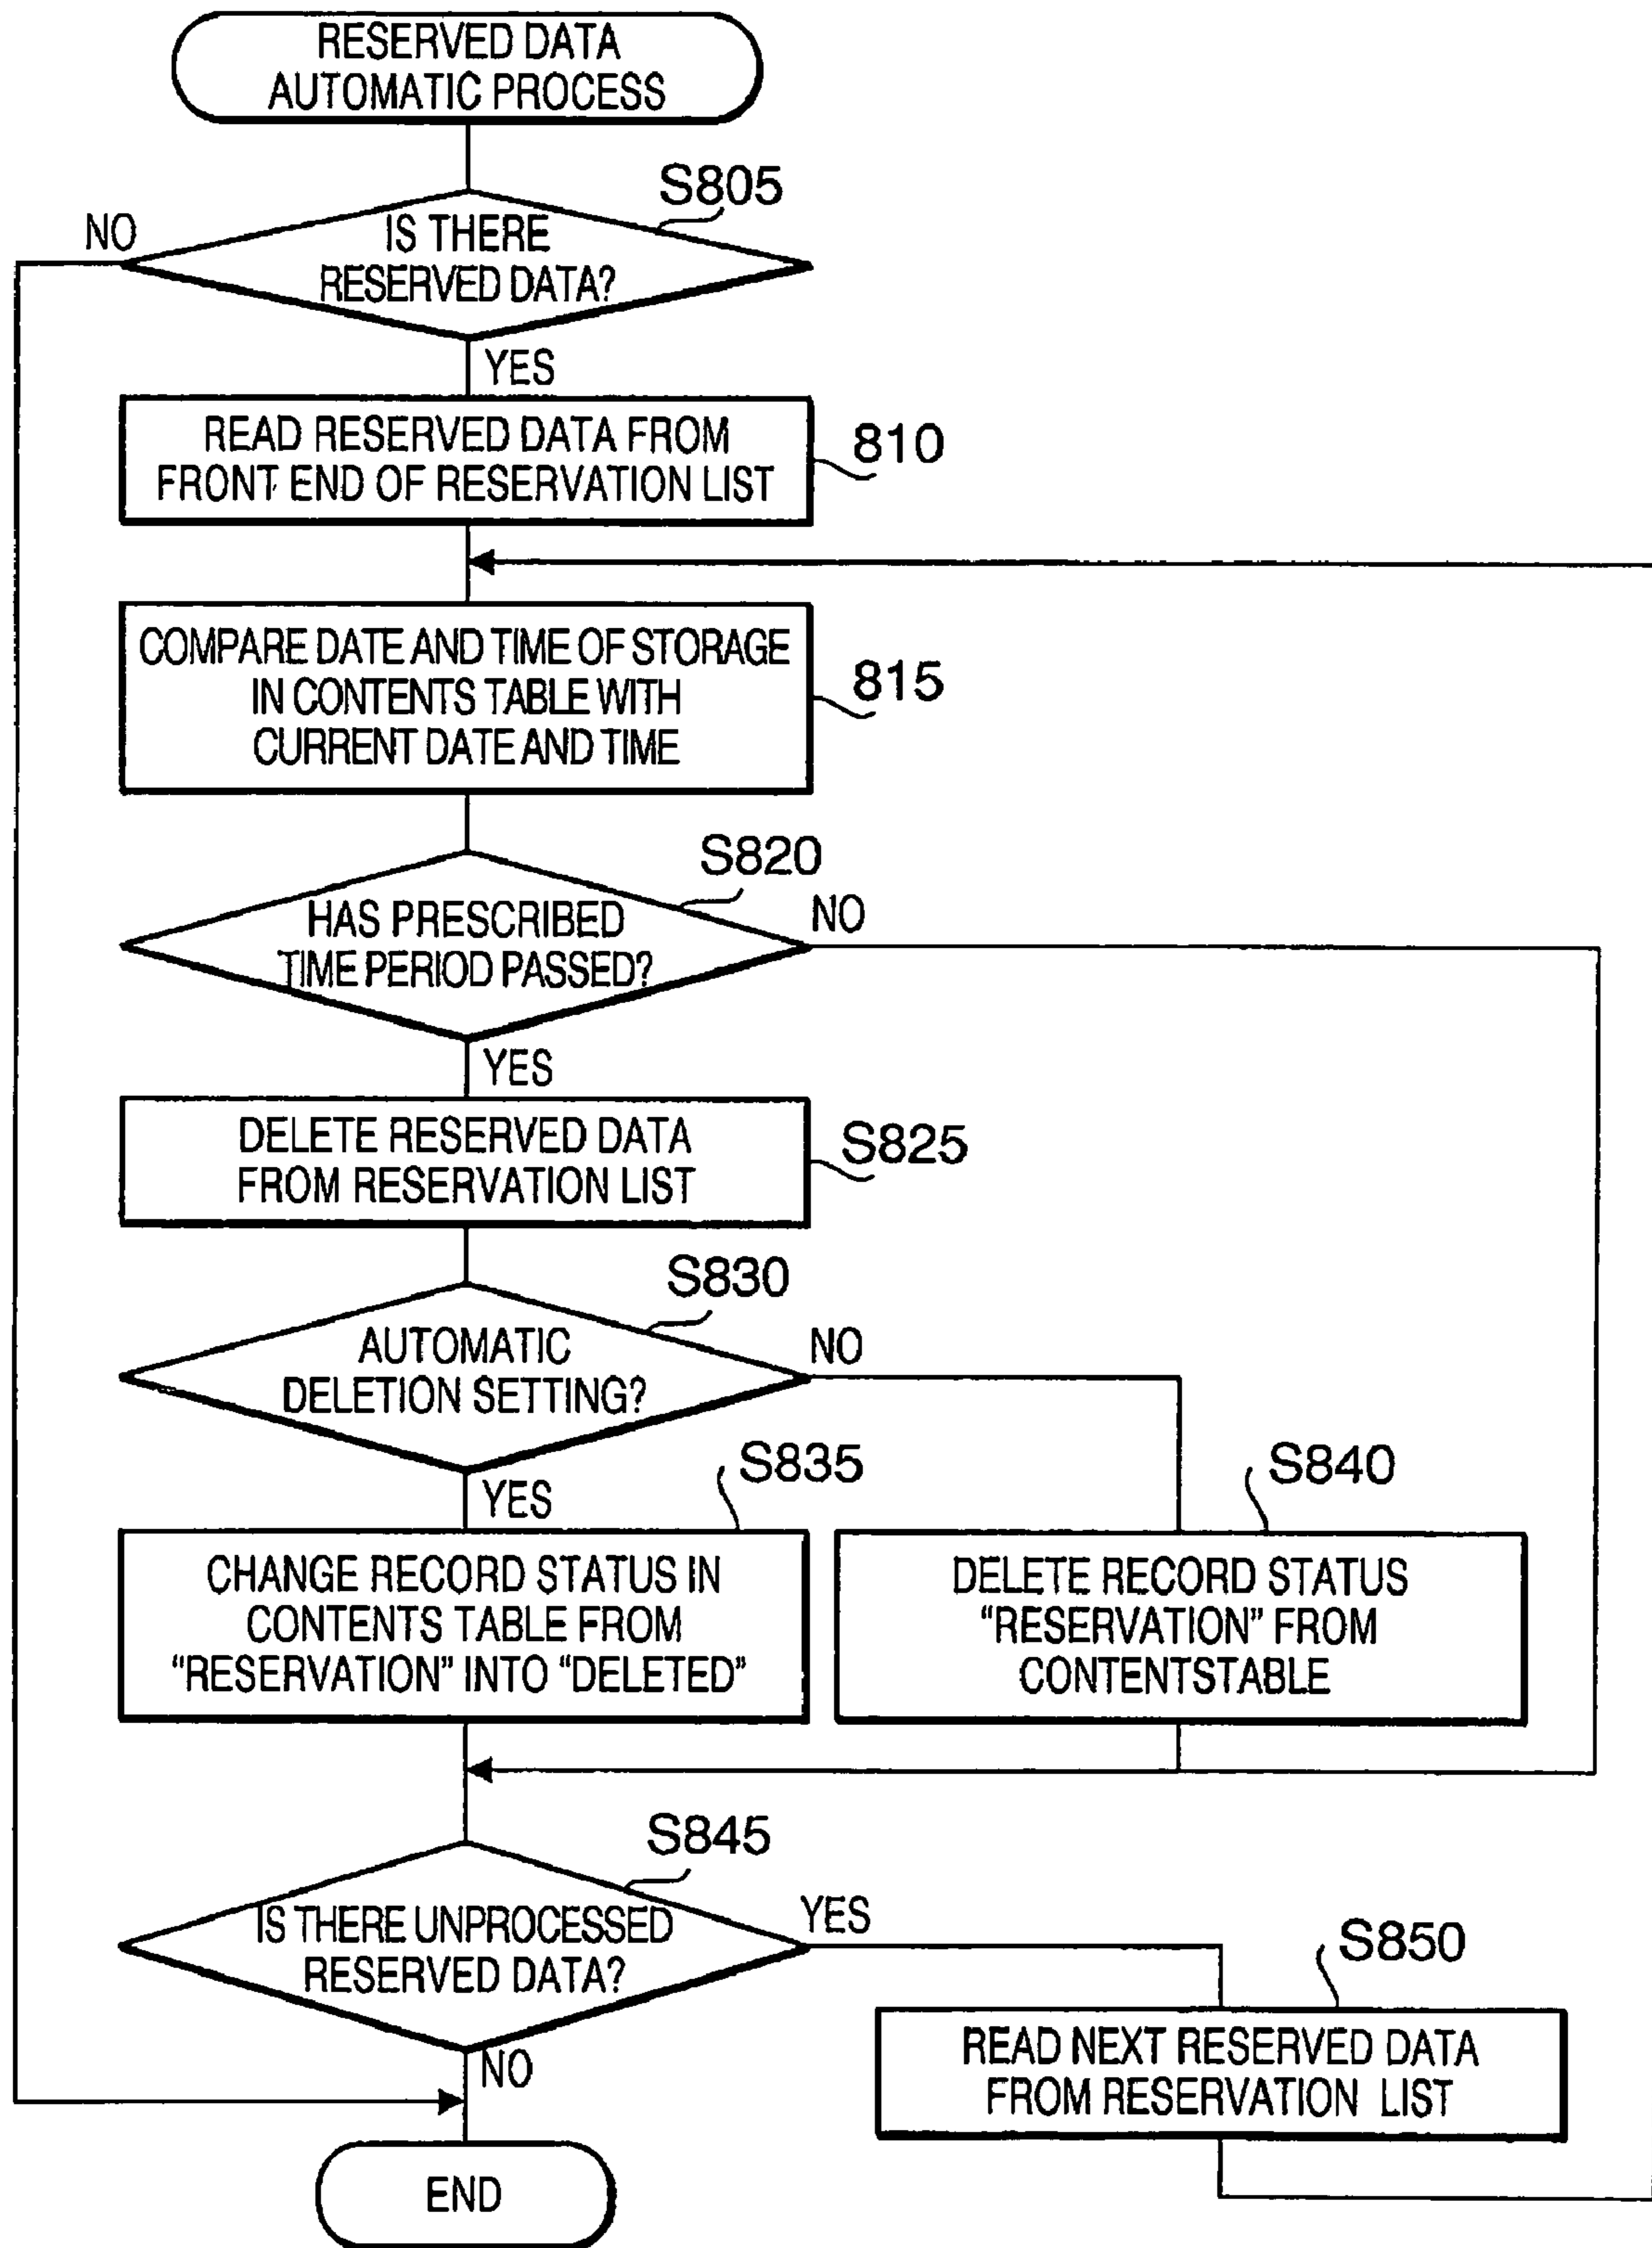 RESERVED DATA
AUTOMATIC PROCESS
S805
NO
IS THERE
RESERVED DATA?
YES
READ RESERVED DATA FROM
FRONT END OF RESERVATION LIST
810
COMPARE DATE AND TIME OF STORAGE
IN CONTENTS TABLE WITH
CURRENT DATE AND TIME
815
S820
HAS PRESCRIBED
TIME PERIOD PASSED?
NO
YES
DELETE RESERVED DATA
FROM RESERVATION LIST
S825
S830
AUTOMATIC
DELETION SETTING?
NO
YES
S835
CHANGE RECORD STATUS IN
CONTENTS TABLE FROM
"RESERVATION" INTO "DELETED"
S840
DELETE RECORD STATUS
"RESERVATION" FROM
CONTENTSTABLE
S845
IS THERE UNPROCESSED
RESERVED DATA?
YES
NO
S850
READ NEXT RESERVED DATA
FROM RESERVATION LIST
END